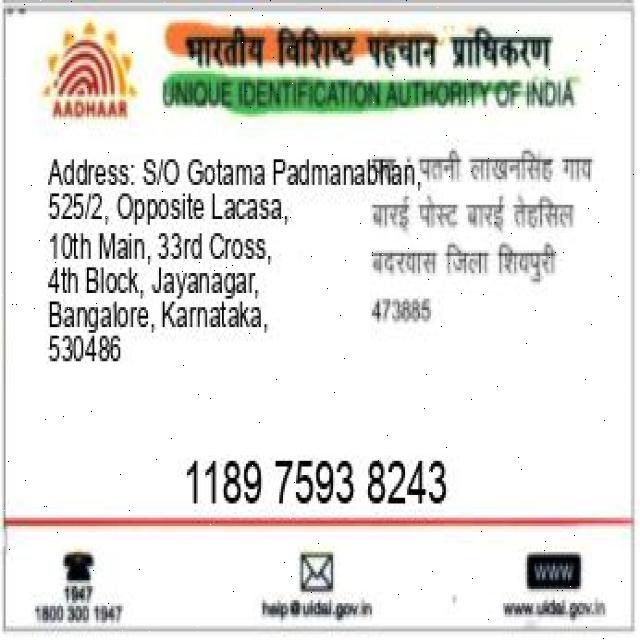 भारतीय विशिष्ट पहचान प्राधिकरण
AADHAAR
UNIQUE IDENTIFICATION AUTHORITY OF INDIA
Address: S/O Gotama Padmanabhan,
525/2, Opposite Lacasa,
10th Main, 33rd Cross,
4th Block, Jayanagar,
Bangalore, Karnataka,
530486
पतनी लाखनसिंह गाव
बारई पोस्ट बारई तेहसिल
बदरवास जिला शिवपुरी
473885
1189 7593 8243
1947
1800 300 1947
help@uidai.gov.in
WWW
www.uidai.gov.in